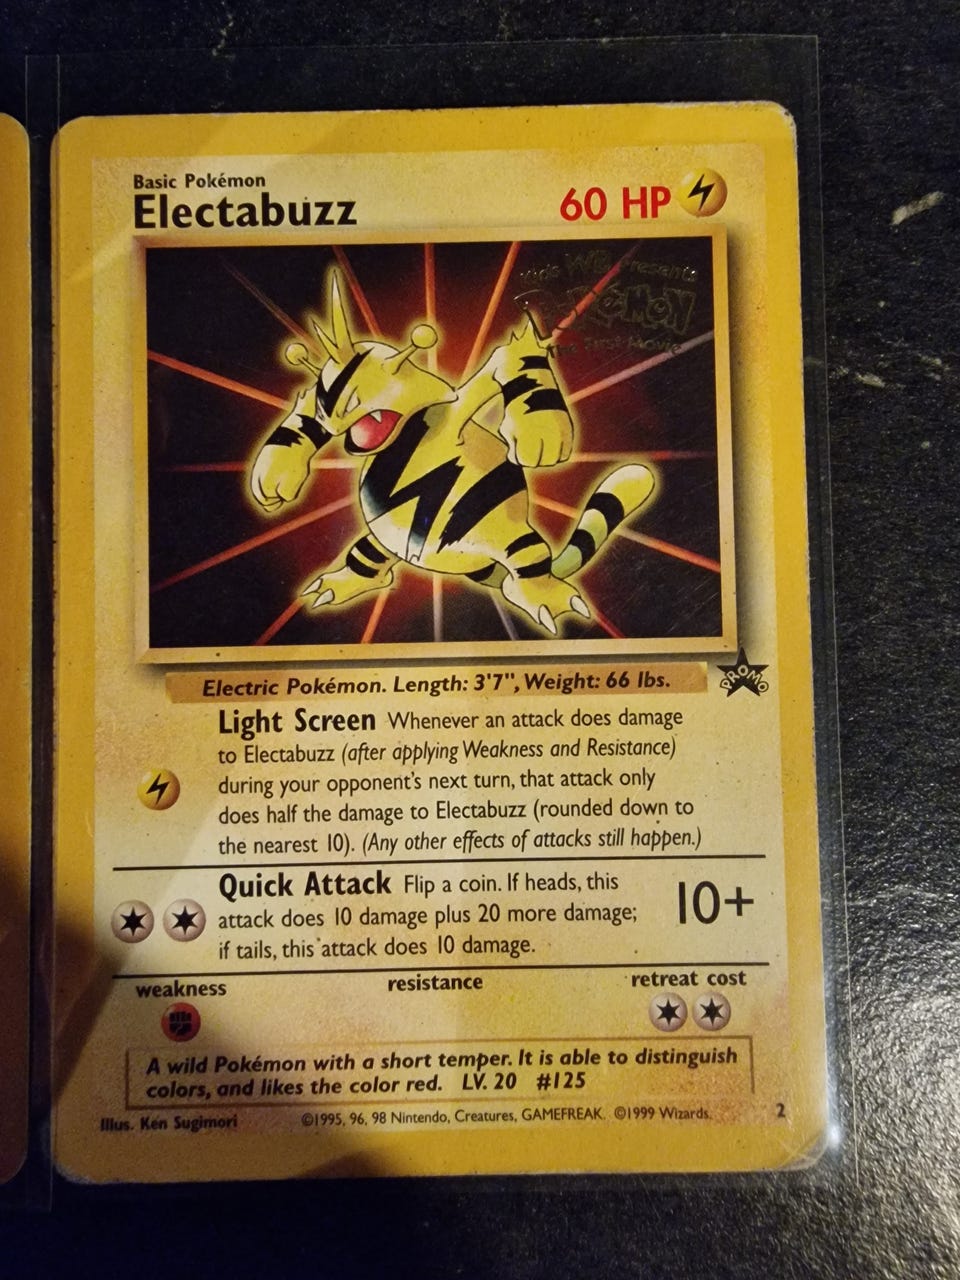 Basic Pokémon
Electabuzz
60 HP
Kids WB Presents
POKéMON
The First Movie
Electric Pokémon. Length: 3'7", Weight: 66 lbs.
PROMO
Light Screen Whenever an attack does damage
to Electabuzz (after applying Weakness and Resistance)
during your opponent's next turn, that attack only
does half the damage to Electabuzz (rounded down to
the nearest 10). (Any other effects of attacks still happen.)
Quick Attack Flip a coin. If heads, this
attack does 10 damage plus 20 more damage;
if tails, this attack does 10 damage.
10+
weakness resistance retreat cost
A wild Pokémon with a short temper. It is able to distinguish
colors, and likes the color red. LV. 20 #125
Illus. Ken Sugimori ©1995, 96, 98 Nintendo, Creatures, GAMEFREAK. ©1999 Wizards. 2